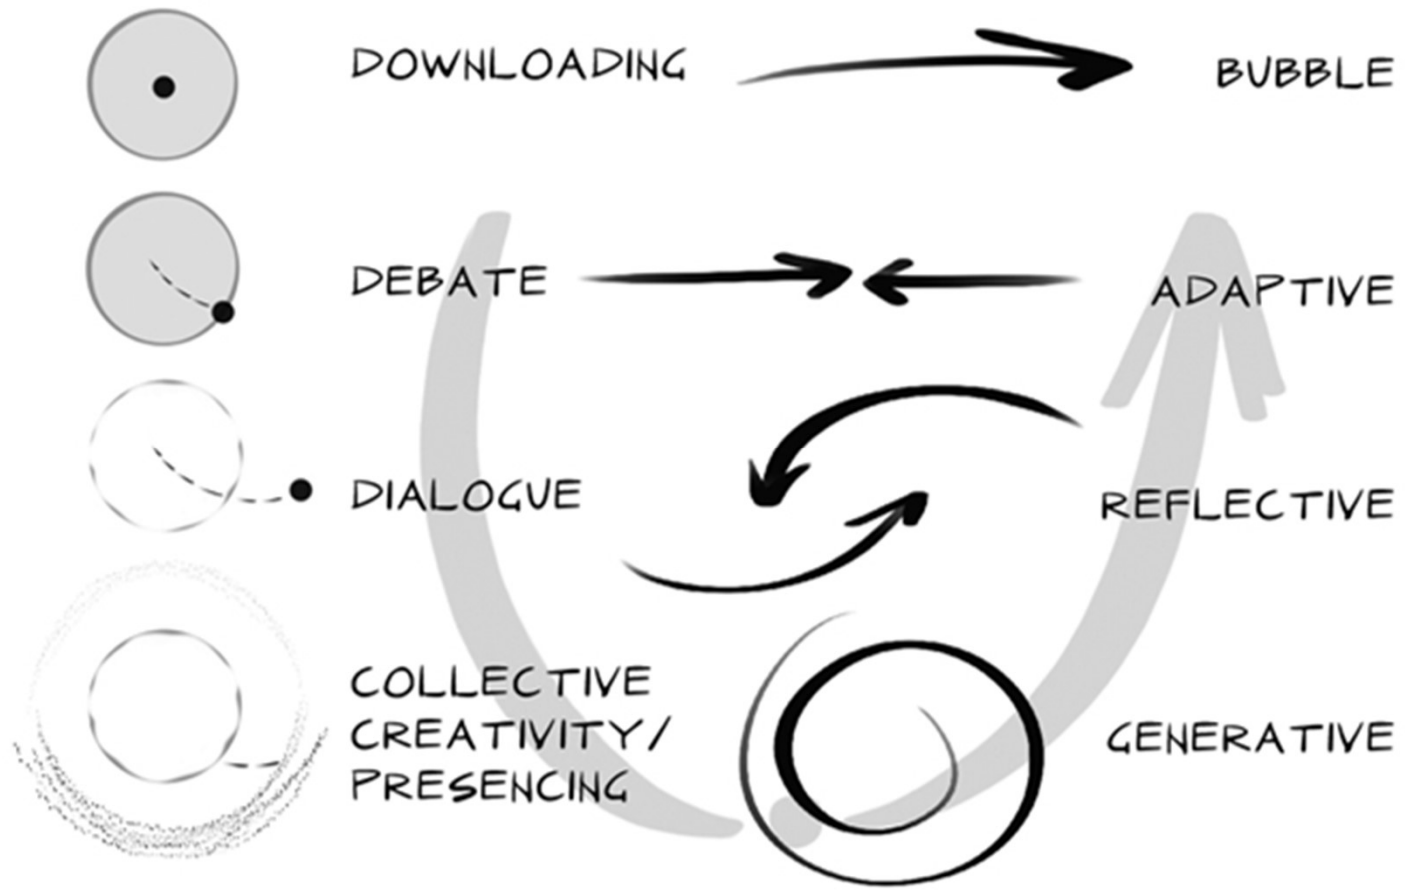 DOWNLOADING BUBBLE
DEBATE ADAPTIVE
DIALOGUE REFLECTIVE
COLLECTIVE
CREATIVITY/ GENERATIVE
PRESENCING